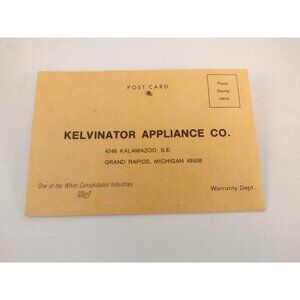 POST CARD
Place
Stamp
Here
KELVINATOR APPLIANCE CO.
4248 KALAMAZOO, S.E.
GRAND RAPIDS, MICHIGAN 49508
One of the White Consolidated Industries
Warranty Dept.